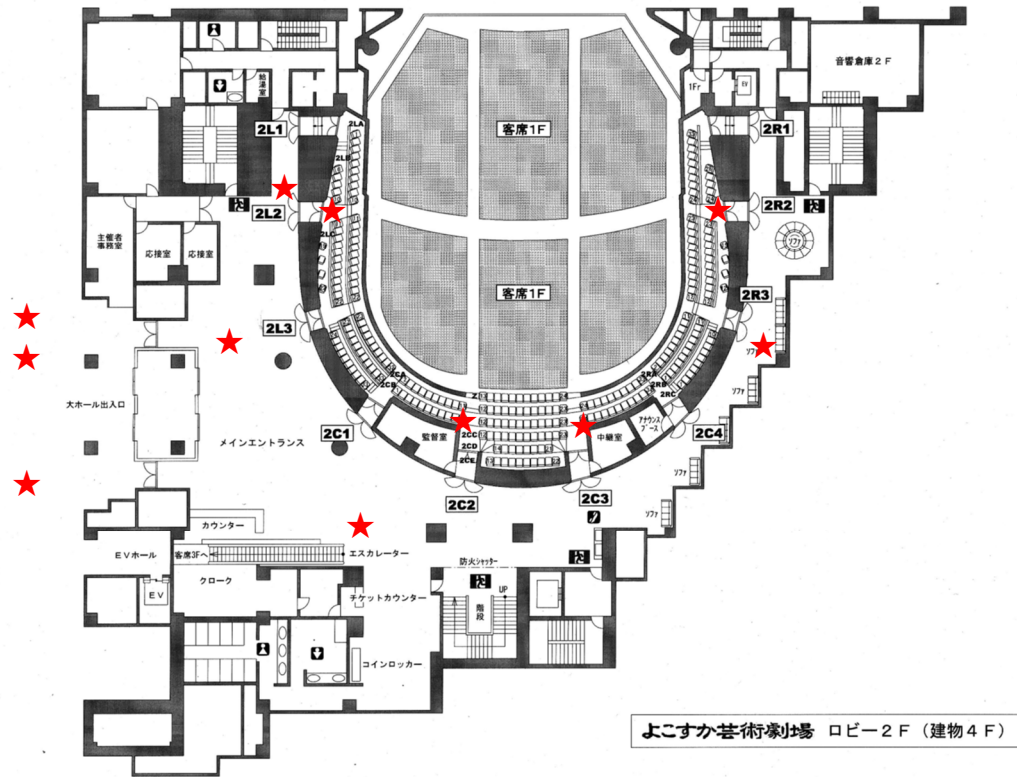 音響倉庫２Ｆ
給湯室
EV
1Fr
客席1F
2L1
2LA
2R1
2LB
2L2
2R2
2LC
主催者
事務室
応接室
応接室
ソファ
客席1F
2R3
2L3
ソファ
2CA
2RA
2CB
2RB
2RC
ソファ
大ホール出入口
メインエントランス
2C1
監督室
2CC
2CD
2CE
中継室
アナウンス
ブース
2C4
ソファ
2C2
2C3
ソファ
カウンター
ＥＶホール
客席3Fへ
エスカレーター
防火シャッター
クローク
EV
チケットカウンター
階段
UP
コインロッカー
よこすか芸術劇場 ロビー２Ｆ（建物４Ｆ）